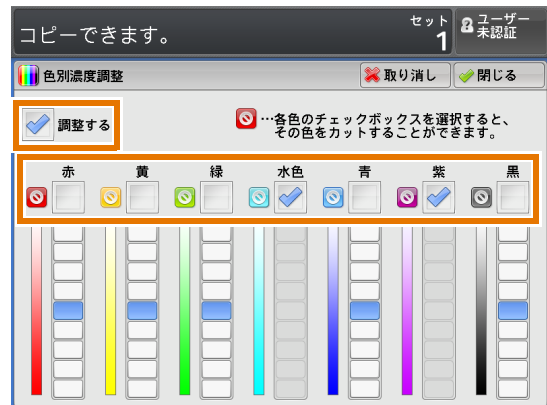 コピーできます。
セット
1
ユーザー
未認証
色別濃度調整
取り消し
閉じる
調整する
…各色のチェックボックスを選択すると、
その色をカットすることができます。
赤 黄 緑 水色 青 紫 黒